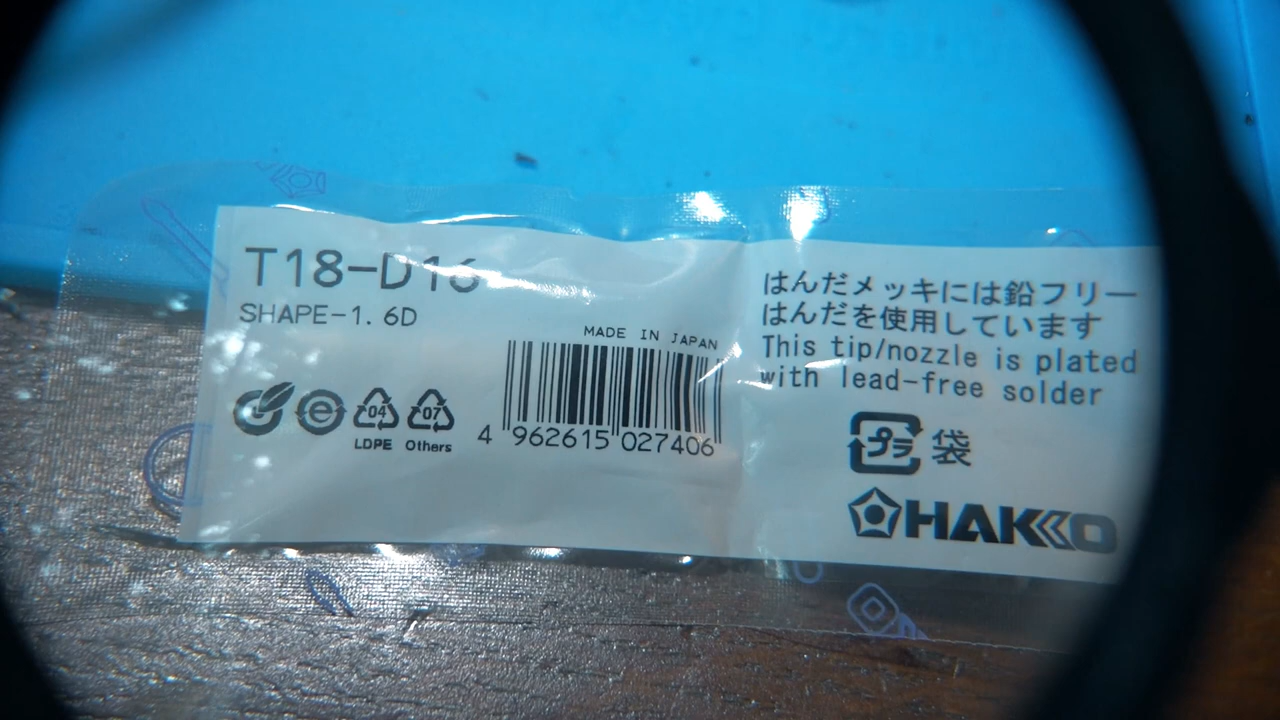 T18-D16
SHAPE-1.6D
MADE IN JAPAN
e
04
LDPE
07
Others
4 962615 027406
はんだメッキには鉛フリー
はんだを使用しています
This tip/nozzle is plated
with lead-free solder
プラ 袋
HAKKO